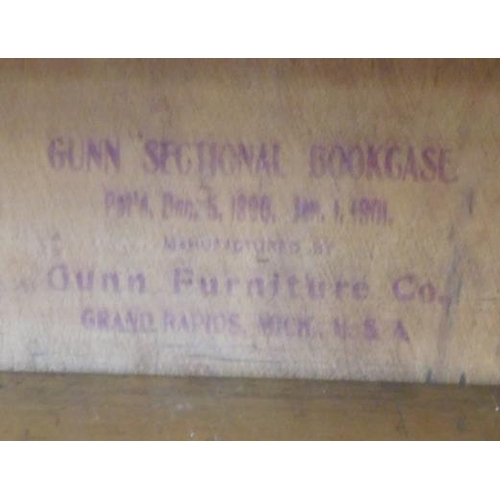 GUNN SECTIONAL BOOKCASE
Pat'd. Dec. 5, 1899. Jan. 1, 1901.
MANUFACTURED BY
Gunn Furniture Co.
GRAND RAPIDS, MICH., U. S. A